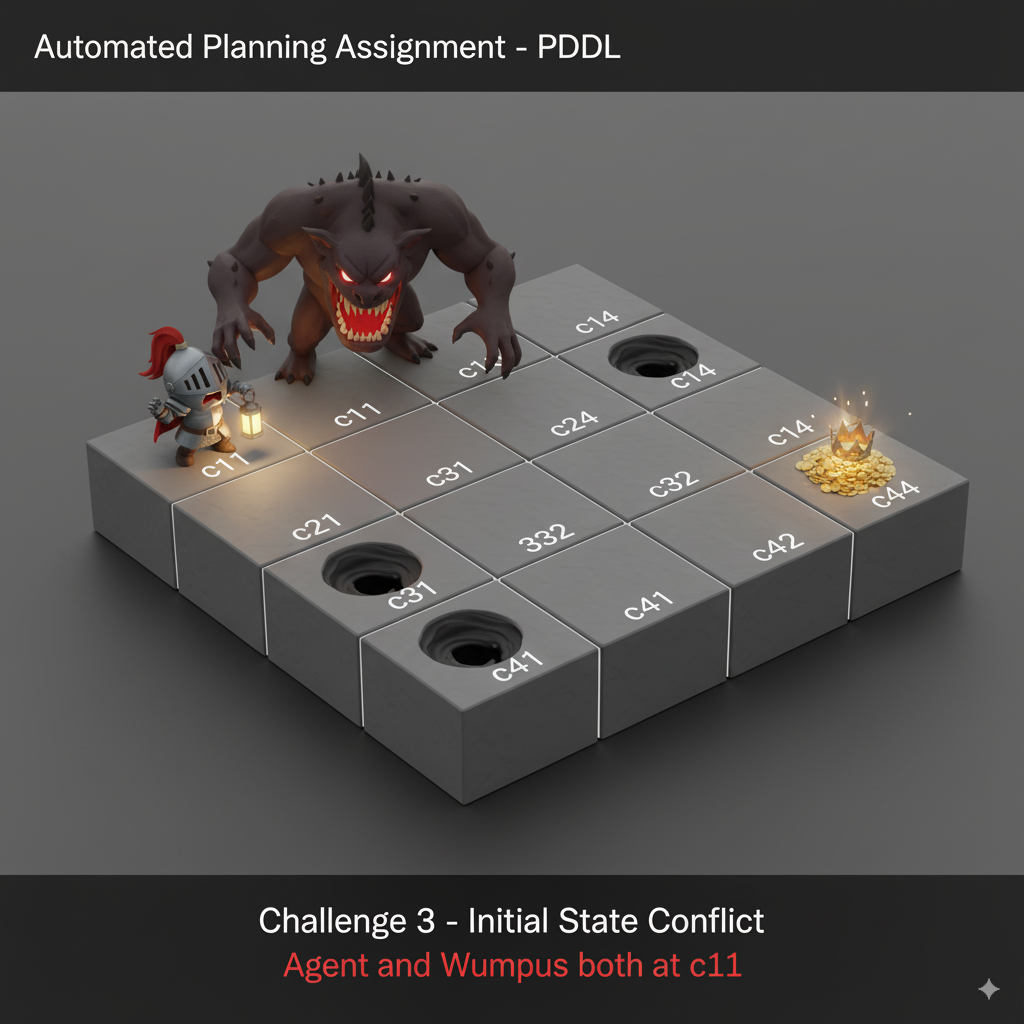 Automated Planning Assignment - PDDL
c14
c14
c11
c24
c14
c11
c31
c32
c44
c21
332
c42
c31
c41
c41
Challenge 3 - Initial State Conflict
Agent and Wumpus both at c11